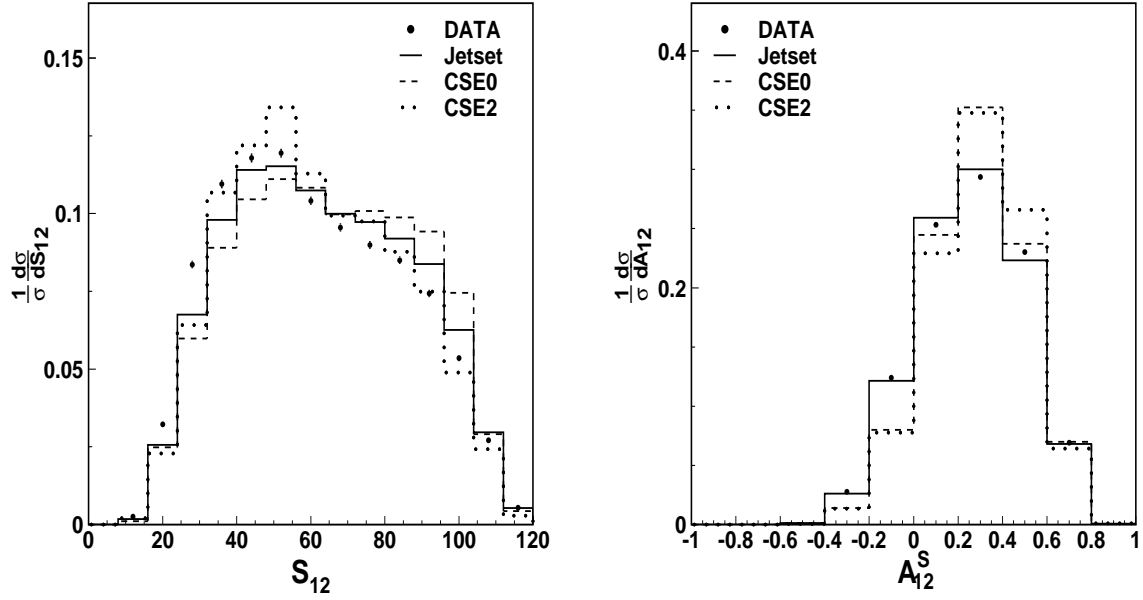 0.15
0.1
0.05
0
DATA
Jetset
CSE0
CSE2
1 dσ
σ dS12
0 20 40 60 80 100 120
S12
0.4
0.2
0
DATA
Jetset
CSE0
CSE2
1 dσ
σ dA12
-1 -0.8 -0.6 -0.4 -0.2 0 0.2 0.4 0.6 0.8 1
A12S